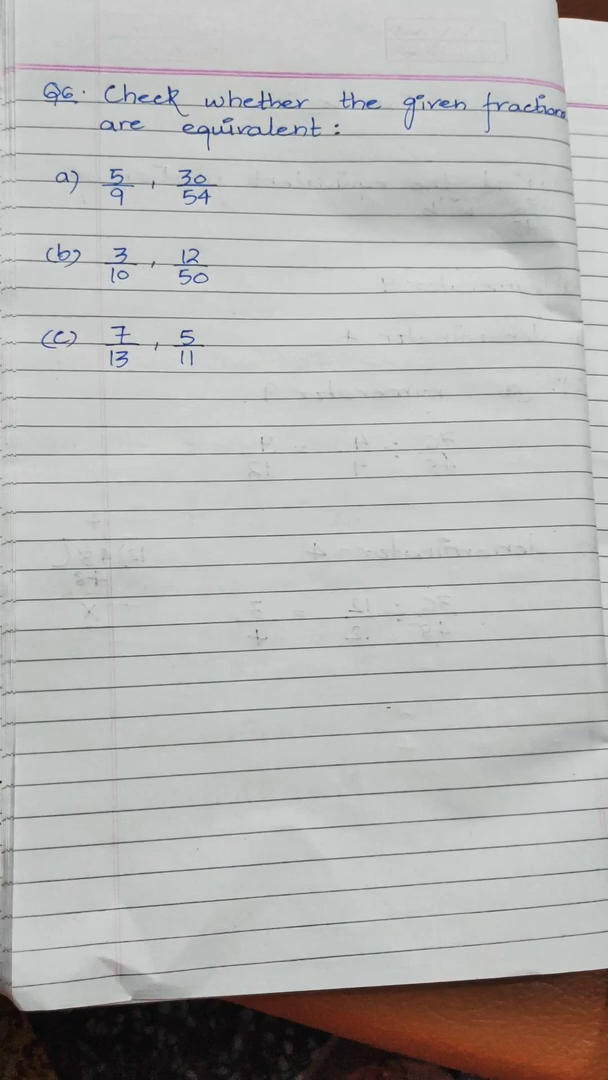 Q6. Check whether the given fractions
are equivalent:
a) 5/9 , 30/54
(b) 3/10 , 12/50
(c) 7/13 , 5/11